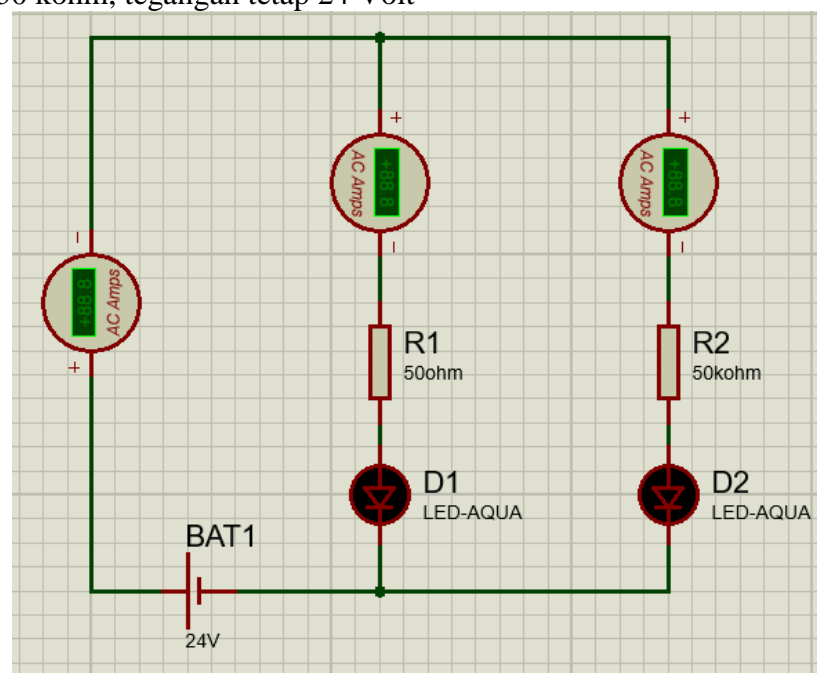 50 kohm, tegangan tetap 24 Volt
+
+
AC Amps
+88.8
AC Amps
+88.8
-
-
-
+88.8
AC Amps
+
R1
50ohm
R2
50kohm
D1
LED-AQUA
D2
LED-AQUA
BAT1
24V